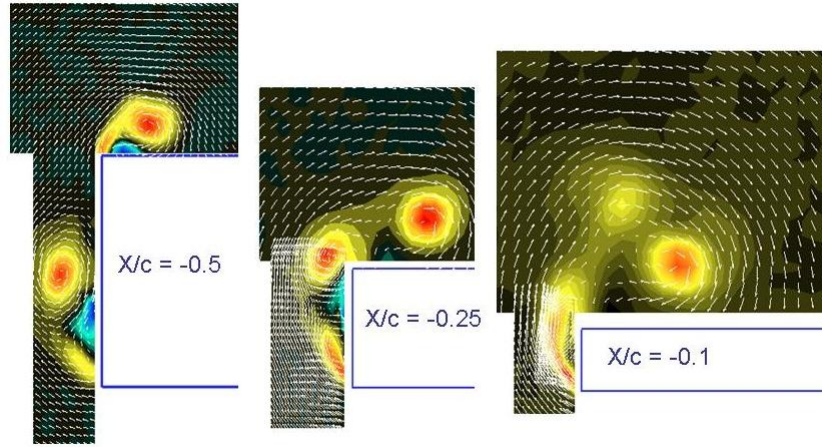 X/c = -0.5
X/c = -0.25
X/c = -0.1